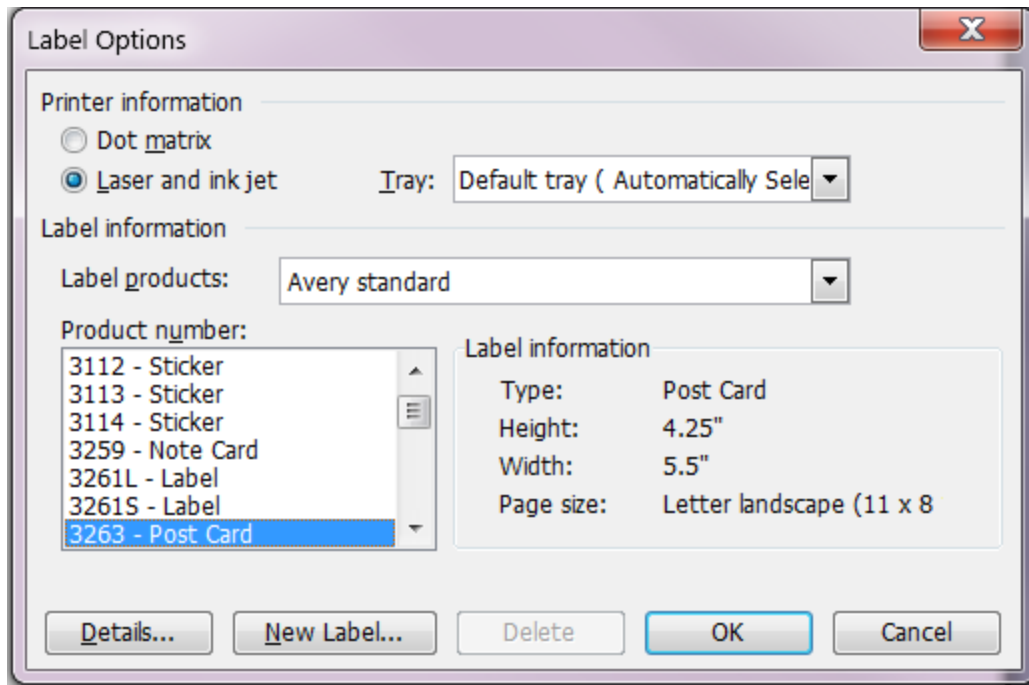 Label Options
Printer information
Dot matrix
Laser and ink jet Tray: Default tray ( Automatically Sele
Label information
Label products: Avery standard
Product number:
3112 - Sticker
3113 - Sticker
3114 - Sticker
3259 - Note Card
3261L - Label
3261S - Label
3263 - Post Card
Label information
Type: Post Card
Height: 4.25"
Width: 5.5"
Page size: Letter landscape (11 x 8
Details... New Label... Delete OK Cancel